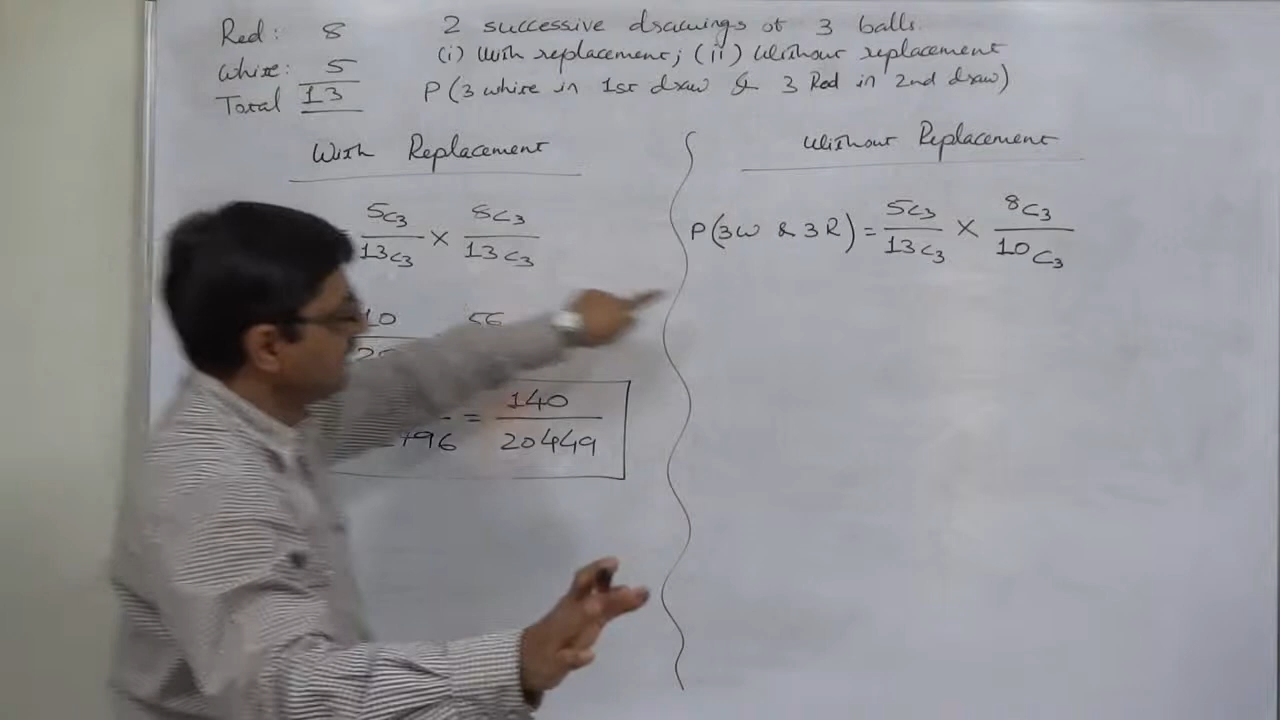 Red: 8
White: 5
Total 13
2 successive drawings of 3 balls.
(i) With replacement; (ii) Without replacement
P (3 white in 1st draw & 3 Red in 2nd draw)
With Replacement
5C3 / 13C3 × 8C3 / 13C3
10 56
= 140 / 20449
Without Replacement
P(3W & 3R) = 5C3 / 13C3 × 8C3 / 10C3